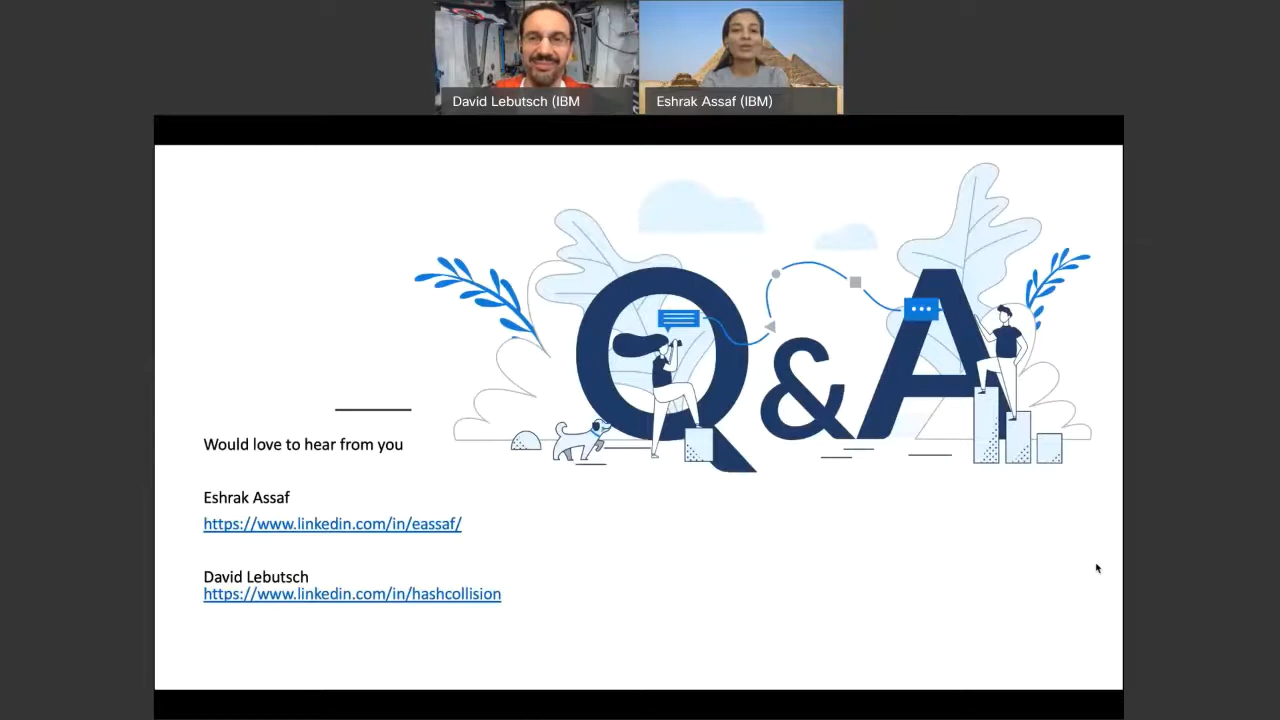 David Lebutsch (IBM
Eshrak Assaf (IBM)
Q&A
Would love to hear from you
Eshrak Assaf
https://www.linkedin.com/in/eassaf/
David Lebutsch
https://www.linkedin.com/in/hashcollision